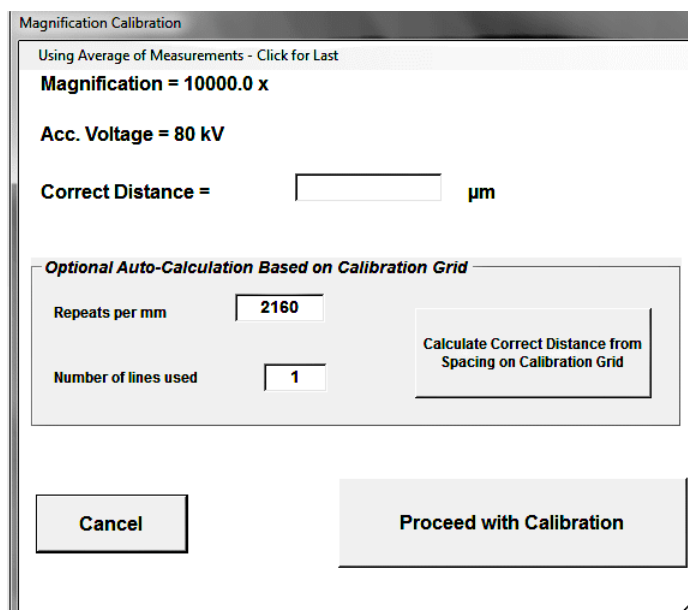 Magnification Calibration
Using Average of Measurements - Click for Last
Magnification = 10000.0 x
Acc. Voltage = 80 kV
Correct Distance = µm
Optional Auto-Calculation Based on Calibration Grid
Repeats per mm 2160
Calculate Correct Distance from
Spacing on Calibration Grid
Number of lines used 1
Cancel
Proceed with Calibration